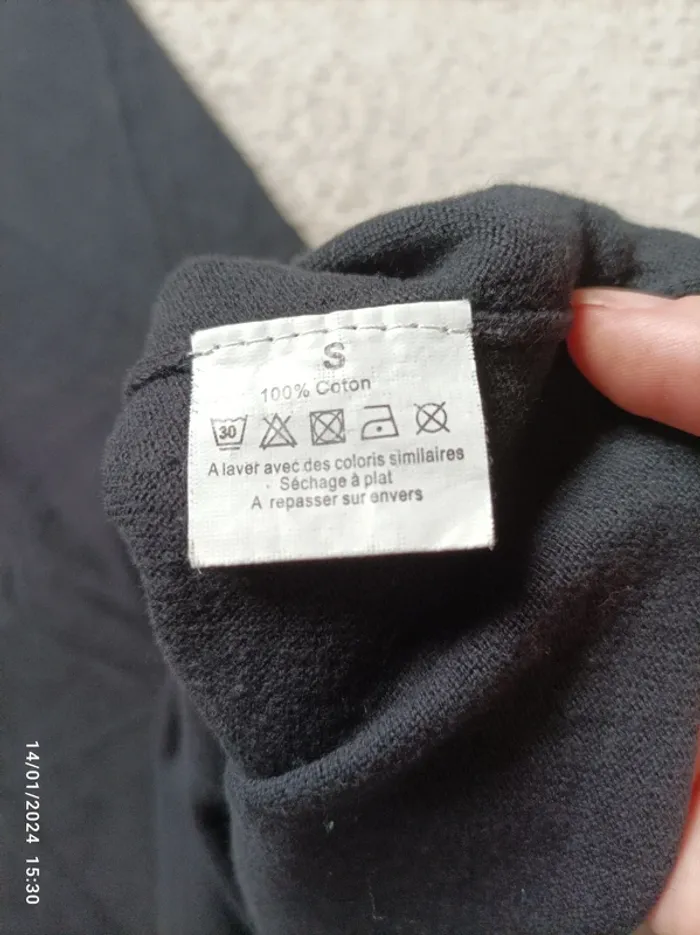 S
100% Coton
30
A laver avec des coloris similaires
Séchage à plat
A repasser sur envers
14/01/2024 15:30